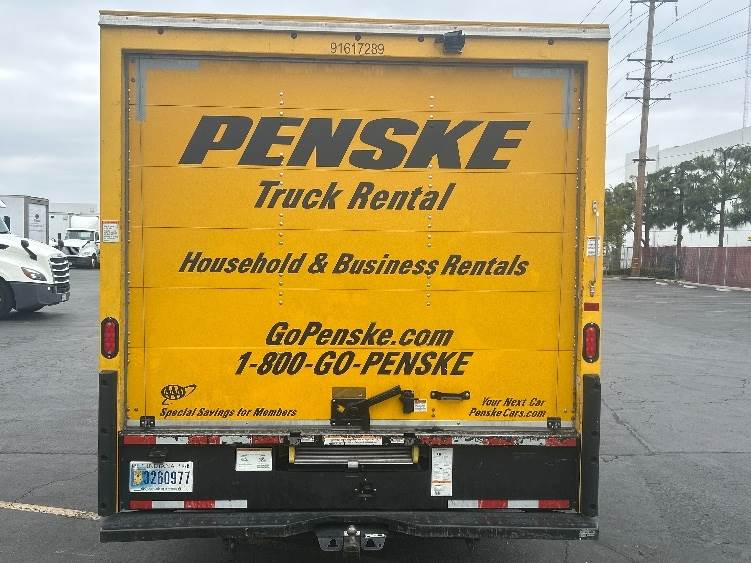 91617289
PENSKE
Truck Rental
Household & Business Rentals
GoPenske.com
1-800-GO-PENSKE
AAA
Special Savings for Members
Your Next Car
PenskeCars.com
INDIANA
3260977